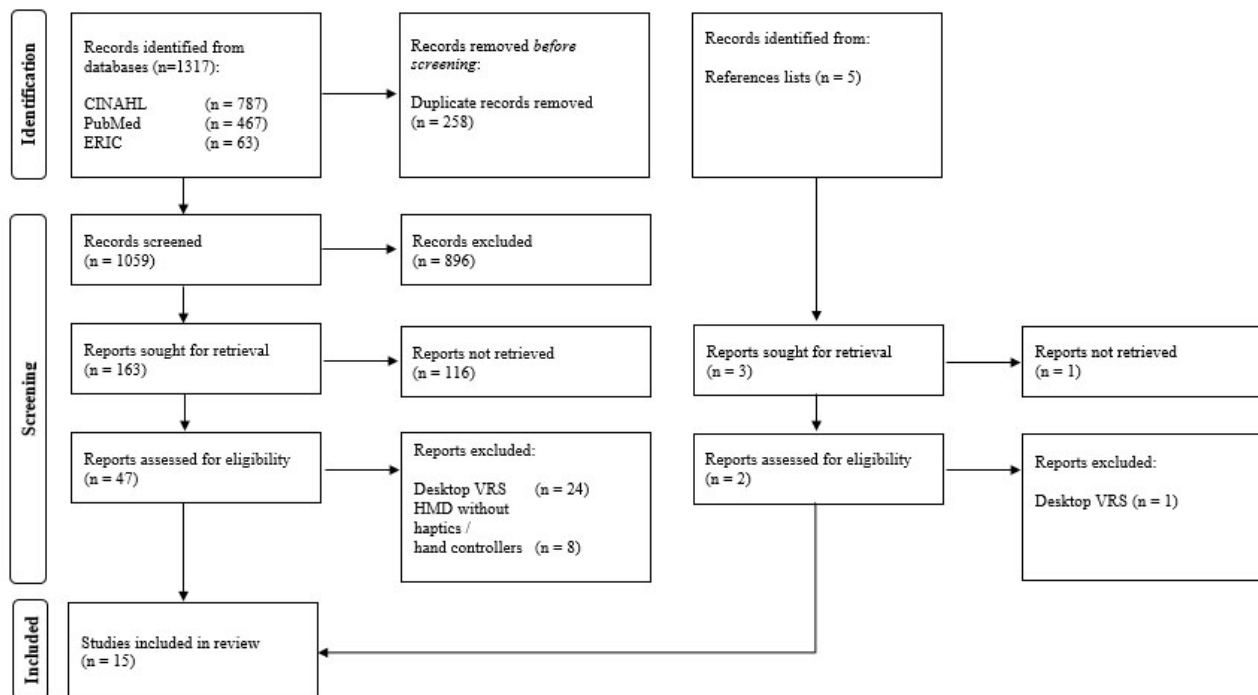 Identification
Records identified from
databases (n=1317):
CINAHL (n = 787)
PubMed (n = 467)
ERIC (n = 63)
Records removed before
screening:
Duplicate records removed
(n = 258)
Records identified from:
References lists (n = 5)
Screening
Records screened
(n = 1059)
Records excluded
(n = 896)
Reports sought for retrieval
(n = 163)
Reports not retrieved
(n = 116)
Reports sought for retrieval
(n = 3)
Reports not retrieved
(n = 1)
Reports assessed for eligibility
(n = 47)
Reports excluded:
Desktop VRS (n = 24)
HMD without
haptics /
hand controllers (n = 8)
Reports assessed for eligibility
(n = 2)
Reports excluded:
Desktop VRS (n = 1)
Included
Studies included in review
(n = 15)